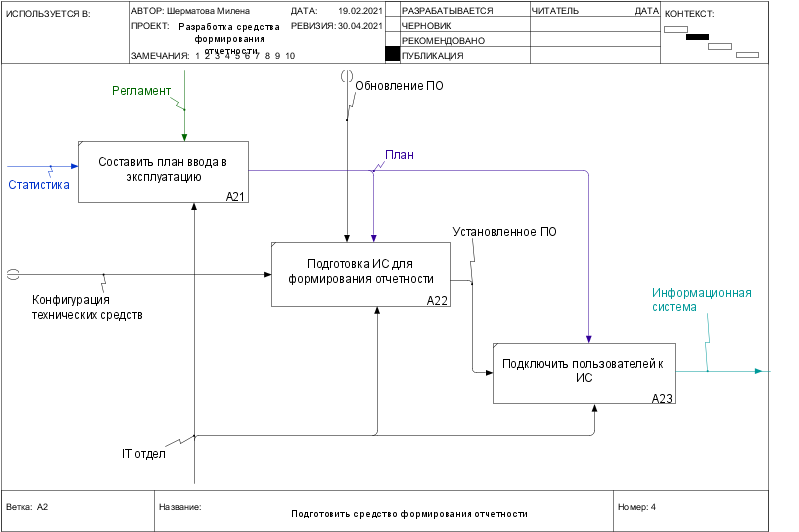 ИСПОЛЬЗУЕТСЯ В:
АВТОР: Шерматова Милена
ДАТА: 19.02.2021
ПРОЕКТ: Разработка средства
формирования
отчетности
РЕВИЗИЯ: 30.04.2021
ЗАМЕЧАНИЯ: 1 2 3 4 5 6 7 8 9 10
РАЗРАБАТЫВАЕТСЯ
ЧЕРНОВИК
РЕКОМЕНДОВАНО
ПУБЛИКАЦИЯ
ЧИТАТЕЛЬ
ДАТА
КОНТЕКСТ:
Регламент
Обновление ПО
Составить план ввода в
эксплуатацию
A21
План
Статистика
Установленное ПО
Подготовка ИС для
формирования отчетности
A22
Конфигурация
технических средств
Информационная
система
Подключить пользователей к
ИС
A23
IT отдел
Ветка: A2
Название:
Подготовить средство формирования отчетности
Номер: 4